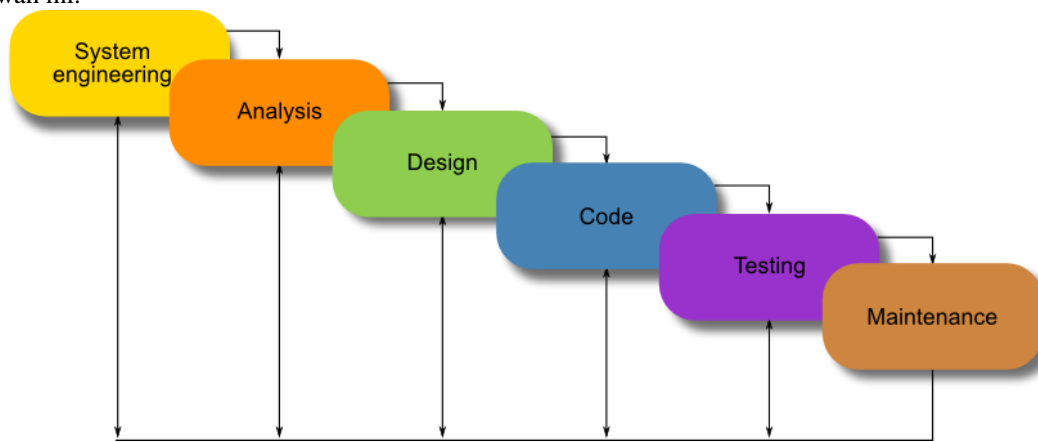 System
engineering
Analysis
Design
Code
Testing
Maintenance